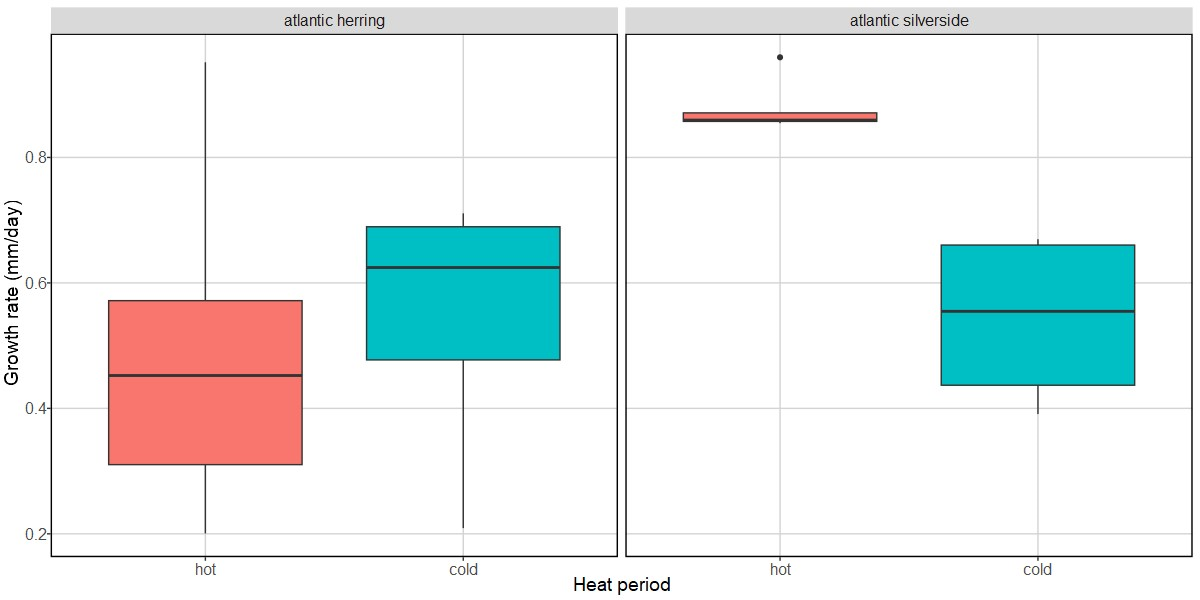 atlantic herring
atlantic silverside
Growth rate (mm/day)
0.8
0.6
0.4
0.2
hot
cold
hot
cold
Heat period